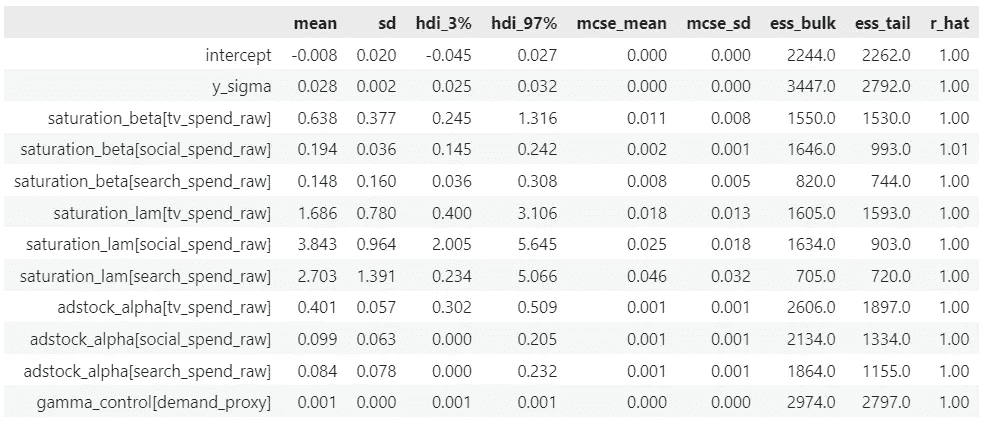 mean sd hdi_3% hdi_97% mcse_mean mcse_sd ess_bulk ess_tail r_hat
intercept -0.008 0.020 -0.045 0.027 0.000 0.000 2244.0 2262.0 1.00
y_sigma 0.028 0.002 0.025 0.032 0.000 0.000 3447.0 2792.0 1.00
saturation_beta[tv_spend_raw] 0.638 0.377 0.245 1.316 0.011 0.008 1550.0 1530.0 1.00
saturation_beta[social_spend_raw] 0.194 0.036 0.145 0.242 0.002 0.001 1646.0 993.0 1.01
saturation_beta[search_spend_raw] 0.148 0.160 0.036 0.308 0.008 0.005 820.0 744.0 1.00
saturation_lam[tv_spend_raw] 1.686 0.780 0.400 3.106 0.018 0.013 1605.0 1593.0 1.00
saturation_lam[social_spend_raw] 3.843 0.964 2.005 5.645 0.025 0.018 1634.0 903.0 1.00
saturation_lam[search_spend_raw] 2.703 1.391 0.234 5.066 0.046 0.032 705.0 720.0 1.00
adstock_alpha[tv_spend_raw] 0.401 0.057 0.302 0.509 0.001 0.001 2606.0 1897.0 1.00
adstock_alpha[social_spend_raw] 0.099 0.063 0.000 0.205 0.001 0.001 2134.0 1334.0 1.00
adstock_alpha[search_spend_raw] 0.084 0.078 0.000 0.232 0.001 0.001 1864.0 1155.0 1.00
gamma_control[demand_proxy] 0.001 0.000 0.001 0.001 0.000 0.000 2974.0 2797.0 1.00